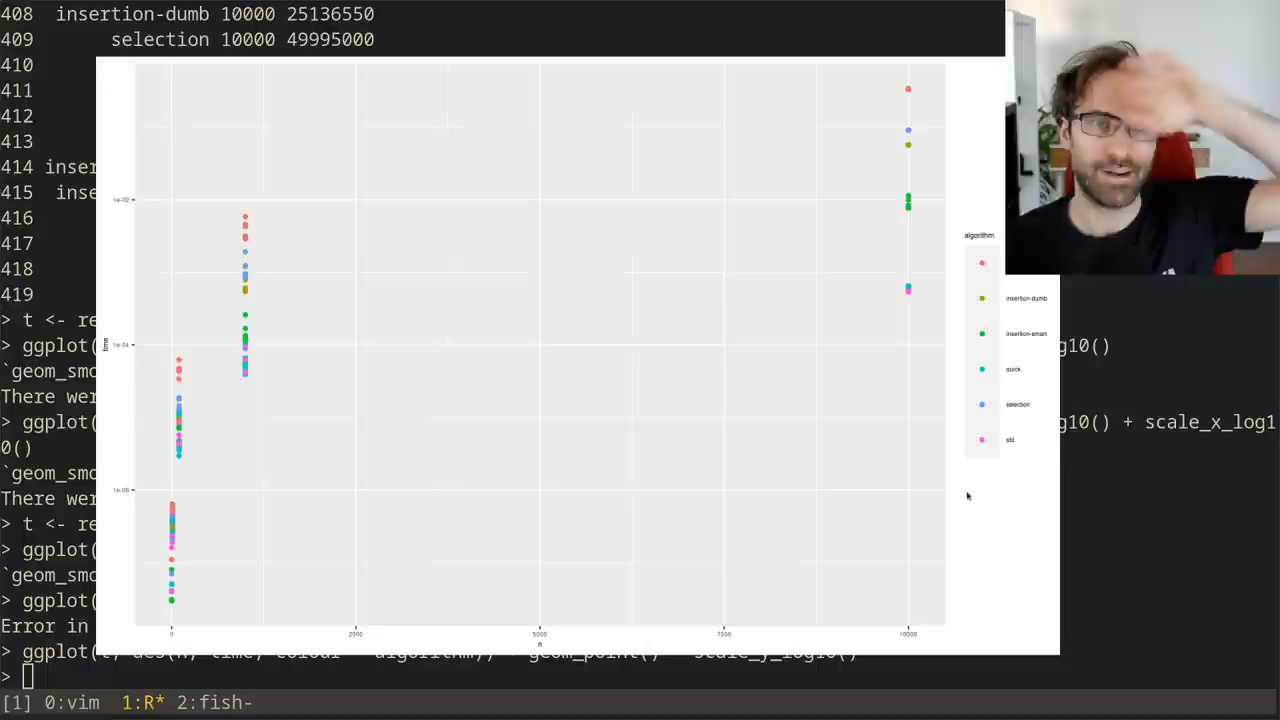 408  insertion-dumb 10000 25136550
409       selection 10000 49995000
410
411
412
413
414 inser
415  inse
416
417
418
419
> t <- re
> ggplot( g10()
`geom_smo
There wer
> ggplot( g10() + scale_x_log1
0()
`geom_smo
There wer
> t <- re
> ggplot(
`geom_smo
> ggplot(
Error in
> ggplot(t, aes(n, time, colour = algorithm)) + geom_point() + scale_y_log10()
>
[1] 0:vim  1:R* 2:fish-
time
1e-02
1e-04
1e-06
0
2500
5000
7500
10000
n
algorithm
insertion-dumb
insertion-smart
quick
selection
std